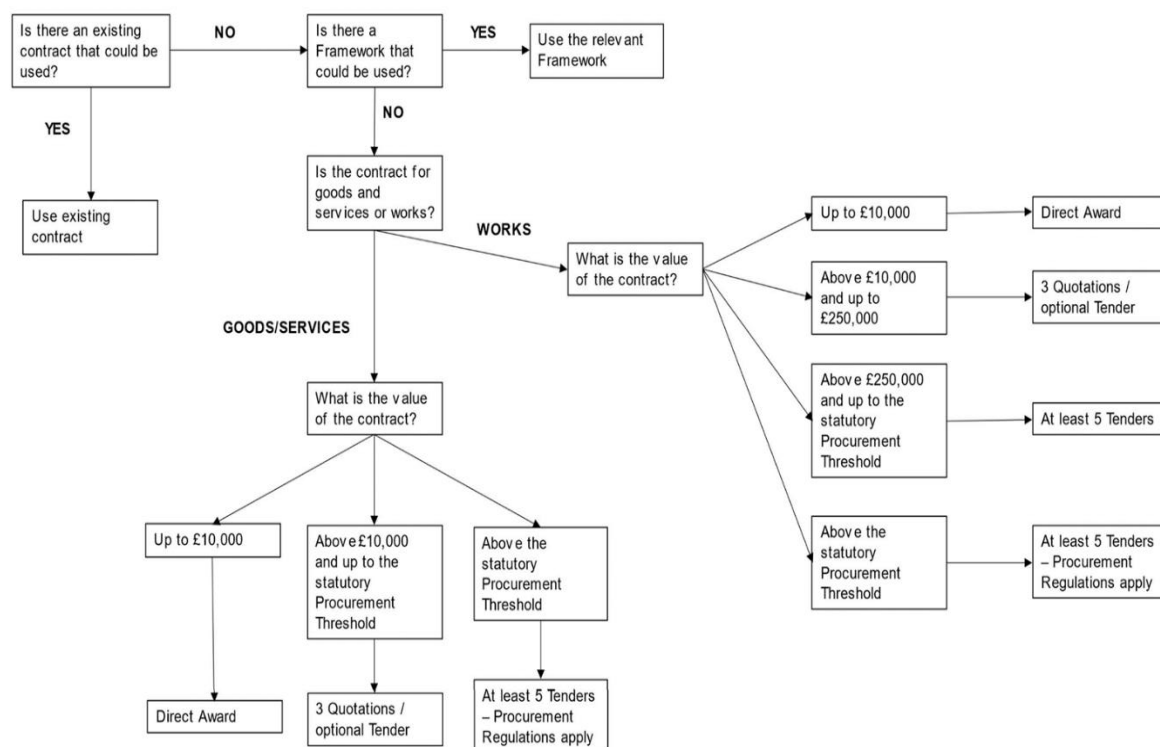 Is there an existing
contract that could be
used?
NO
Is there a
Framework that
could be used?
YES
Use the relevant
Framework
YES
NO
Use existing
contract
Is the contract for
goods and
services or works?
WORKS
What is the value
of the contract?
Up to £10,000
Direct Award
Above £10,000
and up to
£250,000
3 Quotations /
optional Tender
Above £250,000
and up to the
statutory
Procurement
Threshold
At least 5 Tenders
Above the
statutory
Procurement
Threshold
At least 5 Tenders
– Procurement
Regulations apply
GOODS/SERVICES
What is the value
of the contract?
Up to £10,000
Above £10,000
and up to the
statutory
Procurement
Threshold
Above the
statutory
Procurement
Threshold
Direct Award
3 Quotations /
optional Tender
At least 5 Tenders
– Procurement
Regulations apply